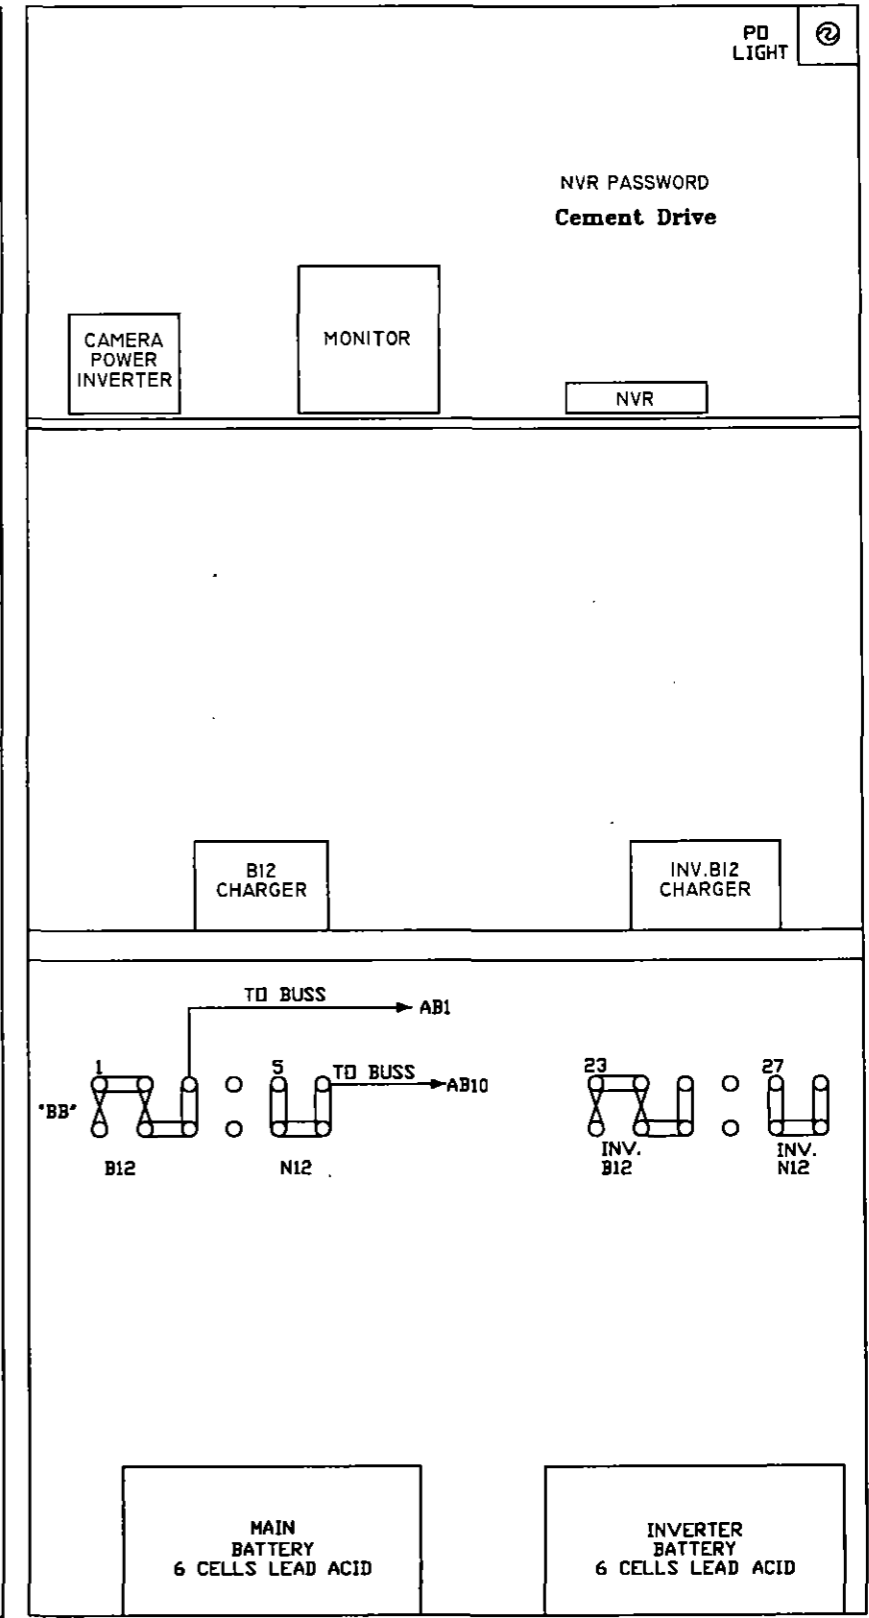 PO
LIGHT
NVR PASSWORD
Cement Drive
CAMERA
POWER
INVERTER
MONITOR
NVR
B12
CHARGER
INV.B12
CHARGER
TO BUSS
AB1
1
5
TO BUSS
AB10
23
27
"BB"
B12
N12
INV.
B12
INV.
N12
MAIN
BATTERY
6 CELLS LEAD ACID
INVERTER
BATTERY
6 CELLS LEAD ACID